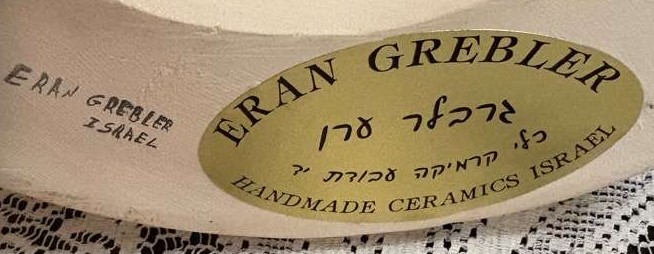 ERAN GREBLER
ISRAEL
ERAN GREBLER
גרבלר ערן
כלי קרמיקה עבודת יד
HANDMADE CERAMICS ISRAEL